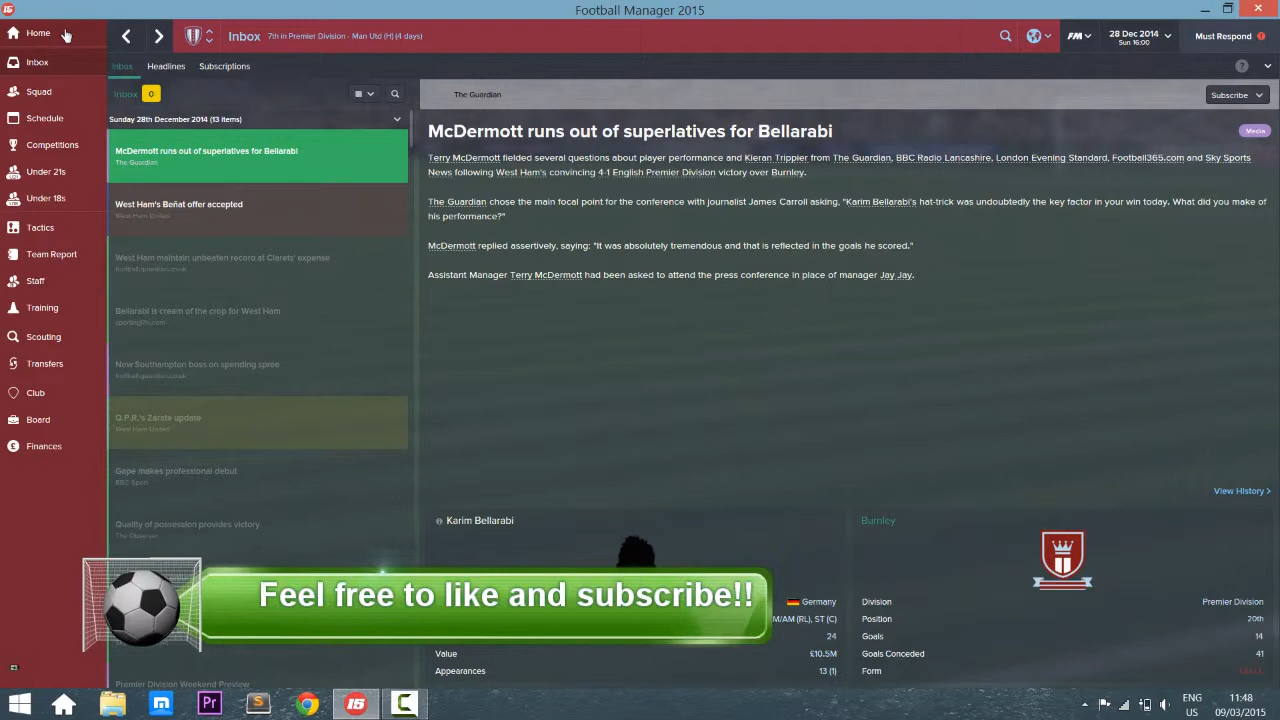 Football Manager 2015
Home
Inbox 7th in Premier Division - Man Utd (H) (4 days)
FM
28 Dec 2014
Sun 16:00
Must Respond
Inbox
Inbox Headlines Subscriptions
Squad
Inbox 0
The Guardian
Subscribe
Schedule
Sunday 28th December 2014 (13 items)
Competitions
McDermott runs out of superlatives for Bellarabi
The Guardian
McDermott runs out of superlatives for Bellarabi
Media
Under 21s
Terry McDermott fielded several questions about player performance and Kieran Trippier from The Guardian, BBC Radio Lancashire, London Evening Standard, Football365.com and Sky Sports
News following West Ham's convincing 4-1 English Premier Division victory over Burnley.
Under 18s
West Ham's Beñat offer accepted
West Ham United
The Guardian chose the main focal point for the conference with journalist James Carroll asking, "Karim Bellarabi's hat-trick was undoubtedly the key factor in your win today. What did you make of
his performance?"
Tactics
McDermott replied assertively, saying: "It was absolutely tremendous and that is reflected in the goals he scored."
Team Report
West Ham maintain unbeaten record at Clarets' expense
football.guardian.co.uk
Assistant Manager Terry McDermott had been asked to attend the press conference in place of manager Jay Jay.
Staff
Training
Bellarabi is cream of the crop for West Ham
sportinglife.com
Scouting
Transfers
New Southampton boss on spending spree
football.guardian.co.uk
Club
Board
Q.P.R.'s Zarate update
West Ham United
Finances
Gape makes professional debut
BBC Sport
View History
Quality of possession provides victory
The Observer
Karim Bellarabi
Burnley
Feel free to like and subscribe!!
Germany
M/AM (RL), ST (C)
24
Value £10.5M
Appearances 13 (1)
Division Premier Division
Position 20th
Goals 14
Goals Conceded 41
Form
Premier Division Weekend Preview
Pr
S
ENG
US
11:48
09/03/2015